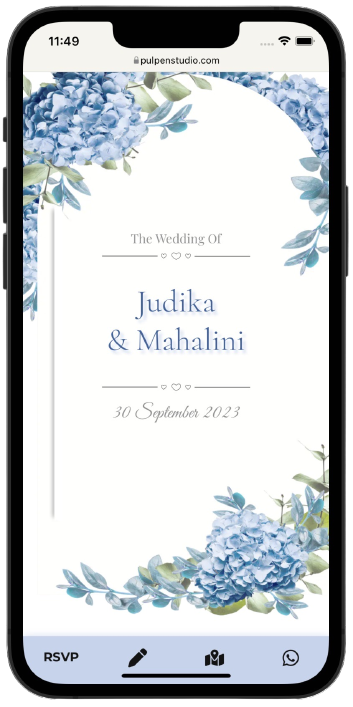 11:49
pulpenstudio.com
The Wedding Of
Judika
& Mahalini
30 September 2023
RSVP